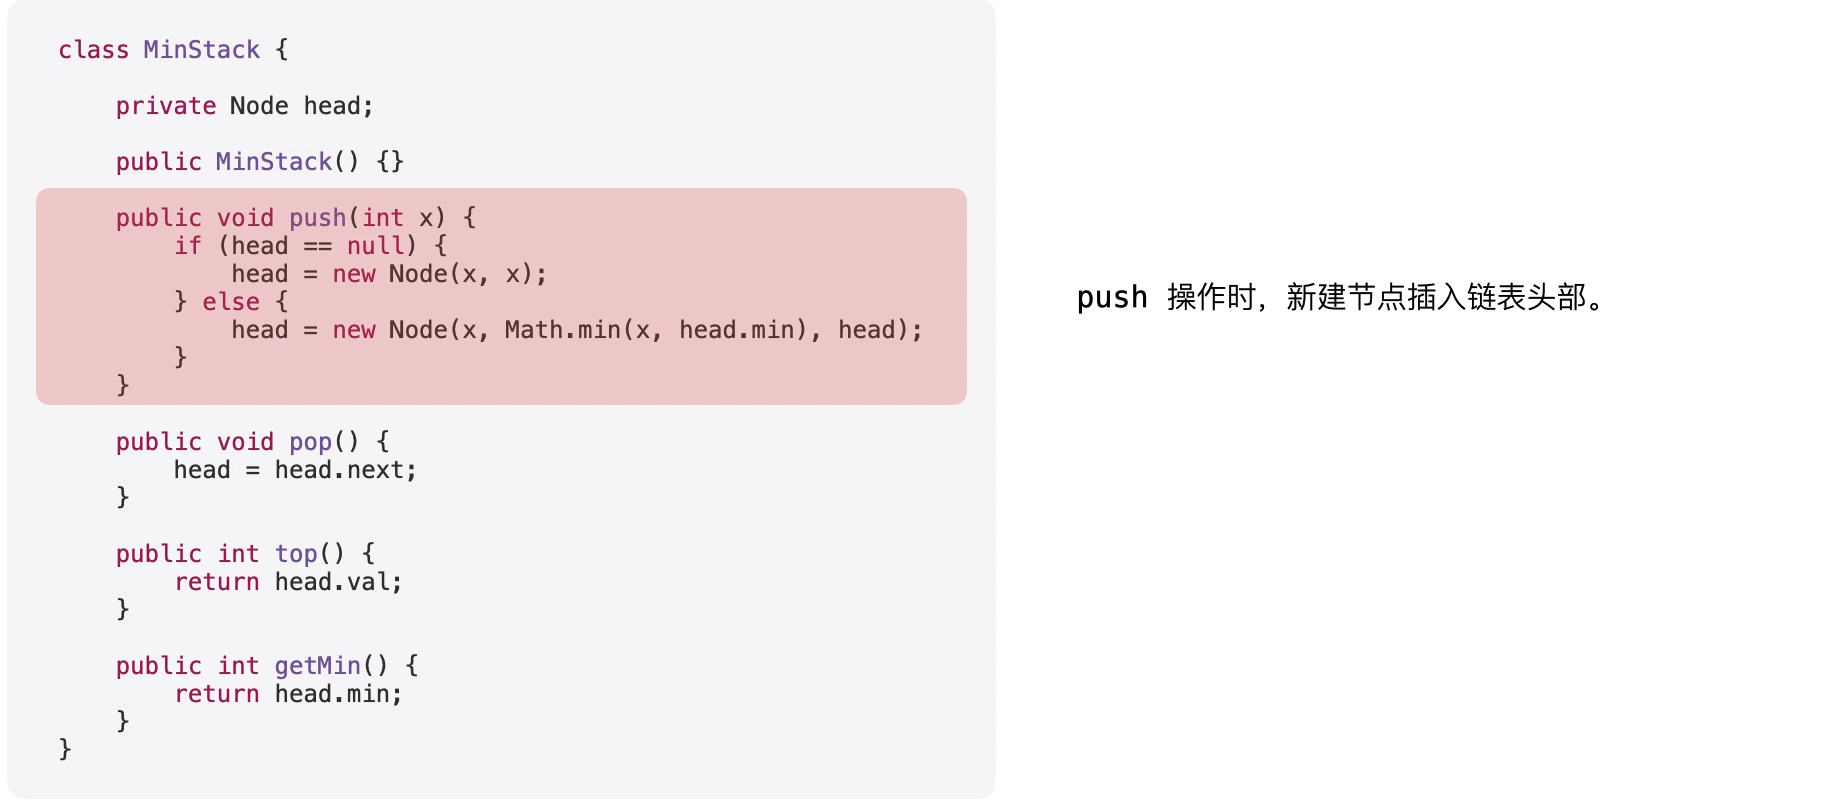 class MinStack {
    private Node head;
    public MinStack() {}
    public void push(int x) {
        if (head == null) {
            head = new Node(x, x);
        } else {
            head = new Node(x, Math.min(x, head.min), head);
        }
    }
    public void pop() {
        head = head.next;
    }
    public int top() {
        return head.val;
    }
    public int getMin() {
        return head.min;
    }
}
push 操作时，新建节点插入链表头部。